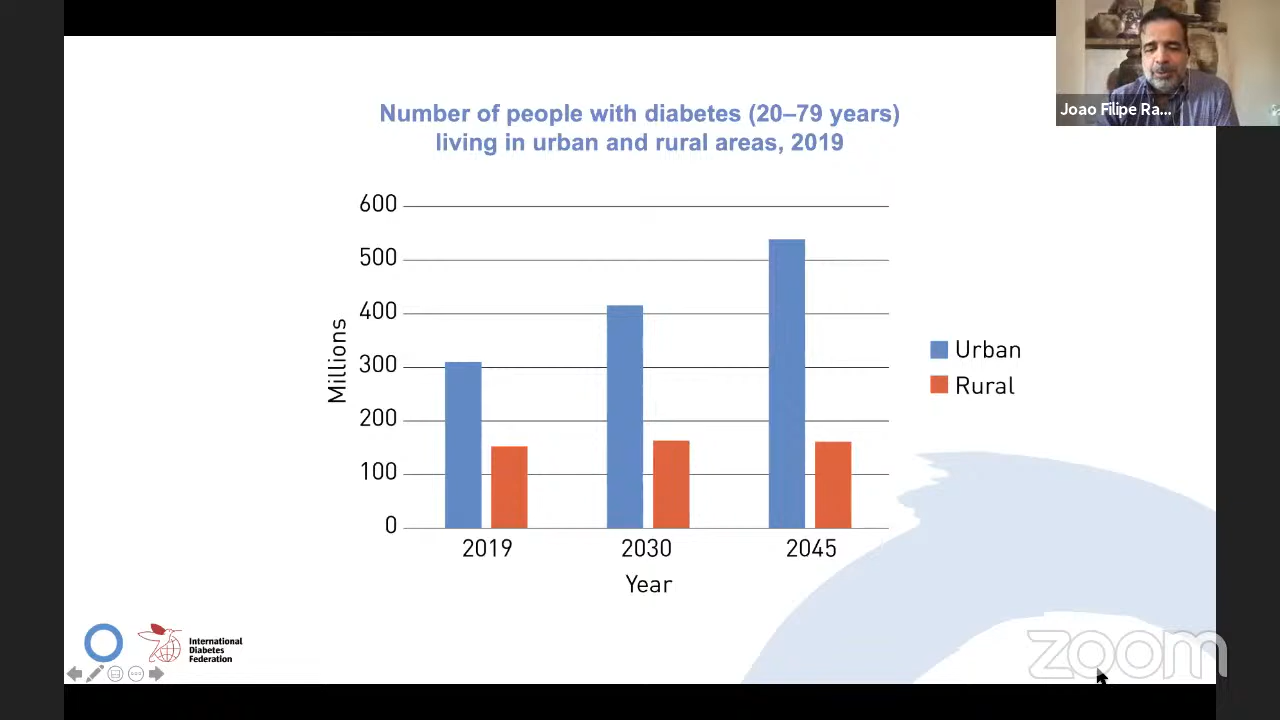 Joao Filipe Ra...
Number of people with diabetes (20–79 years)
living in urban and rural areas, 2019
600
500
400
300
200
100
0
Millions
2019
2030
2045
Year
Urban
Rural
International
Diabetes
Federation
zoom